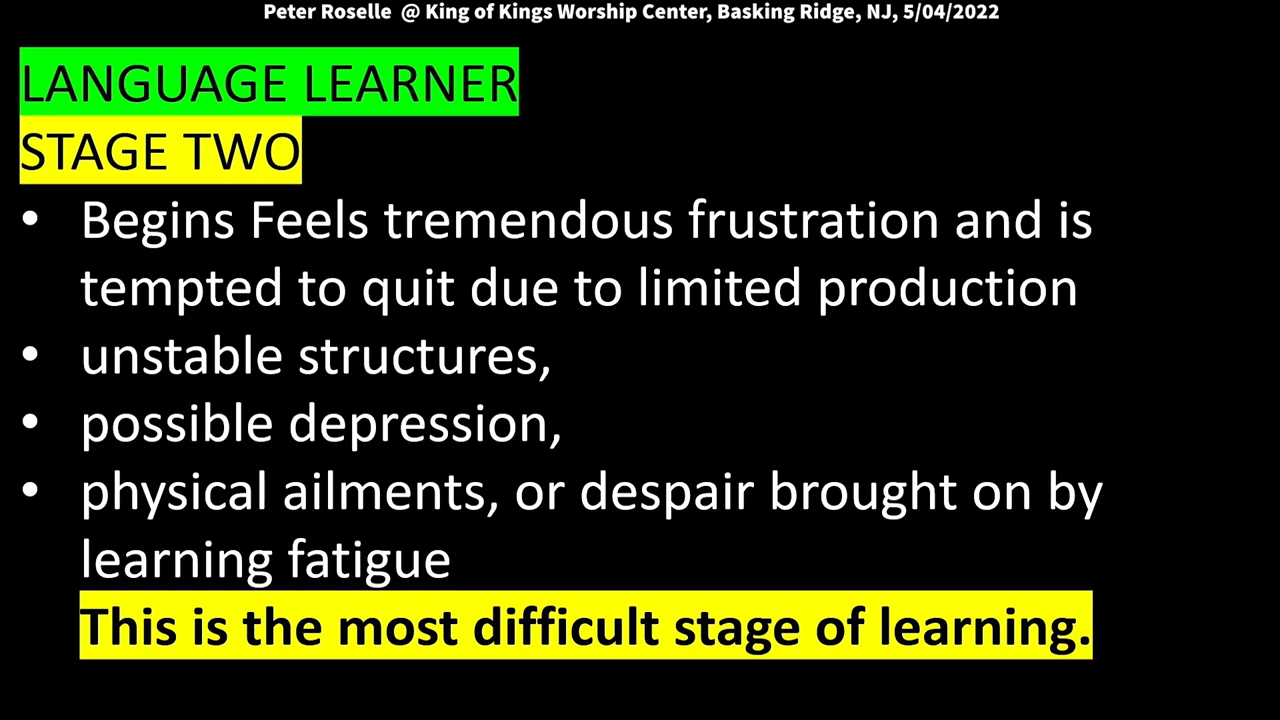 Peter Roselle @ King of Kings Worship Center, Basking Ridge, NJ, 5/04/2022
LANGUAGE LEARNER
STAGE TWO
• Begins Feels tremendous frustration and is
tempted to quit due to limited production
• unstable structures,
• possible depression,
• physical ailments, or despair brought on by
learning fatigue
This is the most difficult stage of learning.